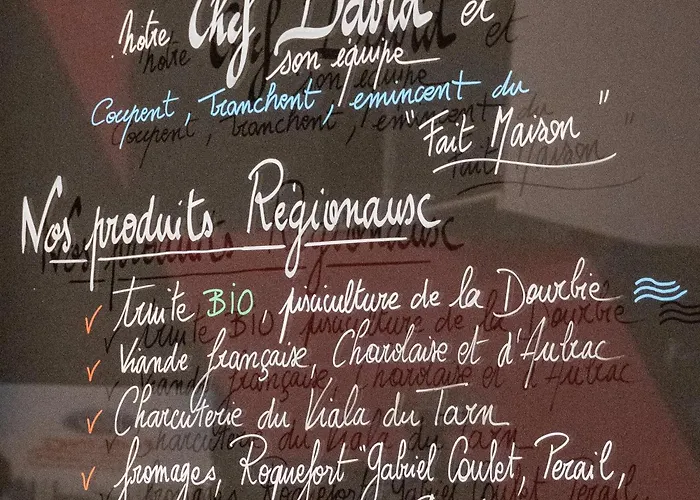 notre Chef David et
son équipe
Coupent, Tranchent, émincent du
"Fait Maison"
Nos produits Régionaux
truite BIO, pisciculture de la Dourbie
Viande française, Charolaise et d'Aubrac
Charcuterie du Viala du Tarn
fromages, Roquefort "Gabriel Coulet, Perail,